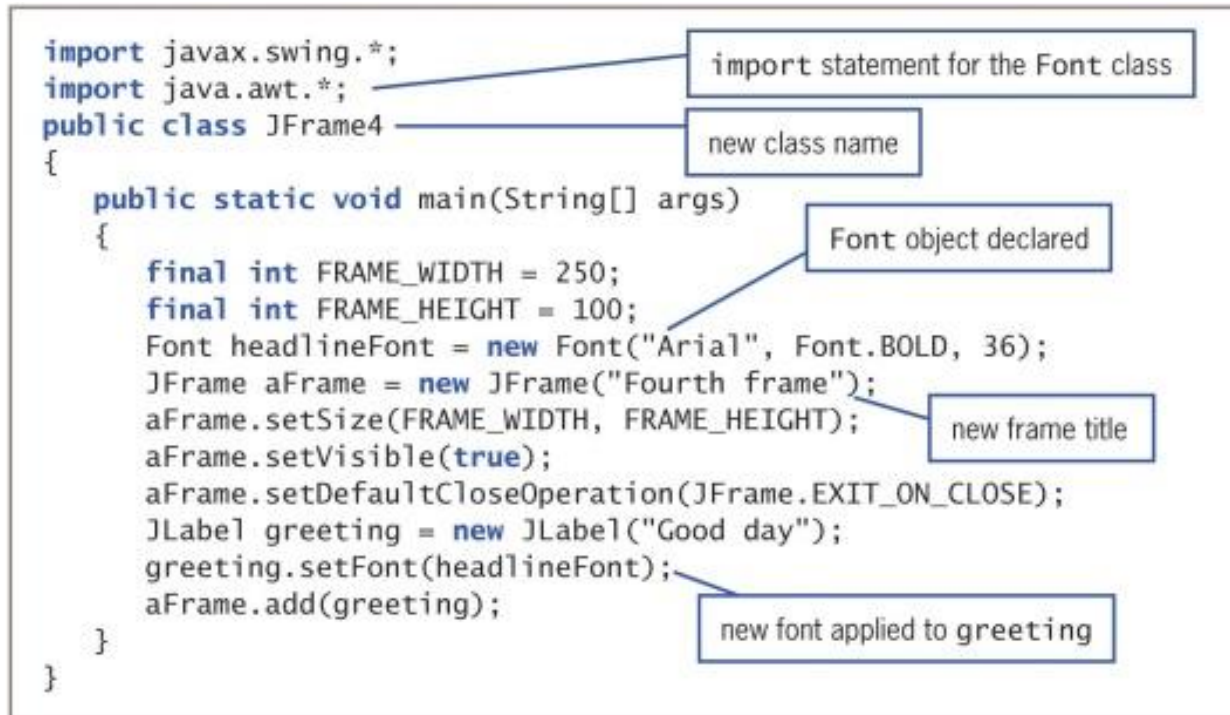 import javax.swing.*;
import java.awt.*;
import statement for the Font class
public class JFrame4
new class name
{
public static void main(String[] args)
{
Font object declared
final int FRAME_WIDTH = 250;
final int FRAME_HEIGHT = 100;
Font headlineFont = new Font("Arial", Font.BOLD, 36);
JFrame aFrame = new JFrame("Fourth frame");
new frame title
aFrame.setSize(FRAME_WIDTH, FRAME_HEIGHT);
aFrame.setVisible(true);
aFrame.setDefaultCloseOperation(JFrame.EXIT_ON_CLOSE);
JLabel greeting = new JLabel("Good day");
greeting.setFont(headlineFont);
new font applied to greeting
aFrame.add(greeting);
}
}